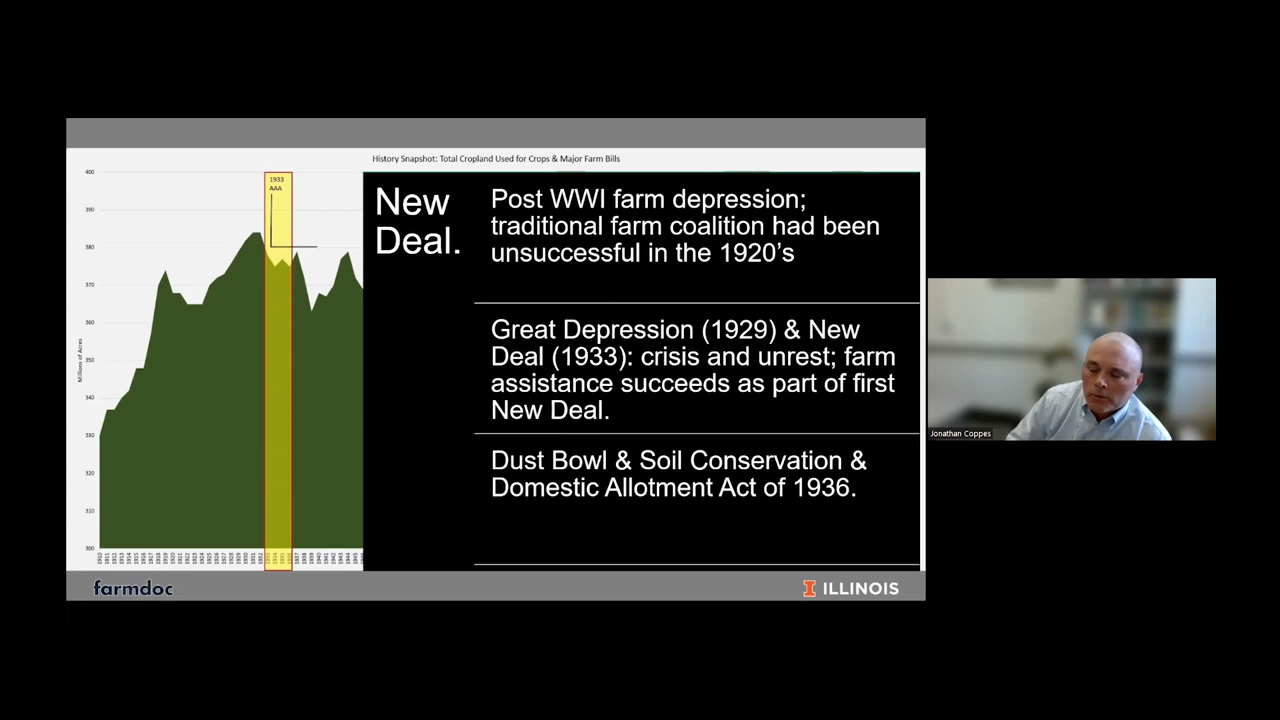 History Snapshot: Total Cropland Used for Crops & Major Farm Bills
400
390
380
370
360
350
340
330
320
310
300
Millions of Acres
1933
AAA
New
Deal.
Post WWI farm depression;
traditional farm coalition had been
unsuccessful in the 1920's
Great Depression (1929) & New
Deal (1933): crisis and unrest; farm
assistance succeeds as part of first
New Deal.
Dust Bowl & Soil Conservation &
Domestic Allotment Act of 1936.
Jonathan Coppes
farmdoc
I ILLINOIS